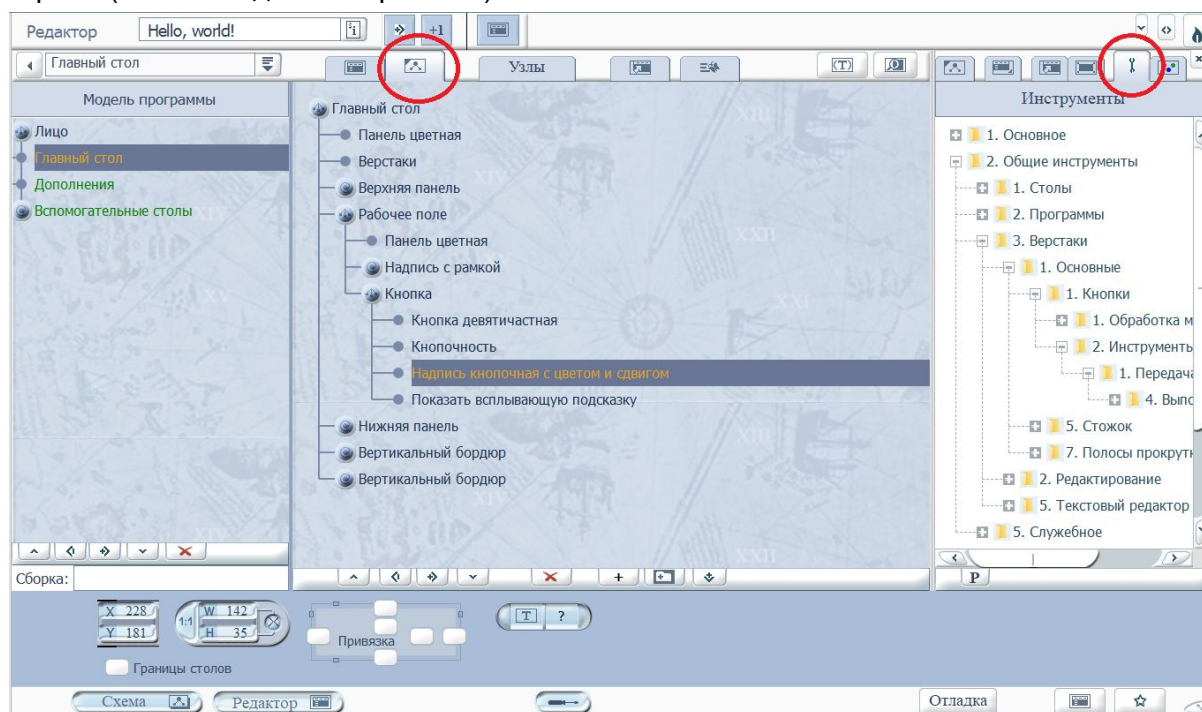 Редактор
Hello, world!
+1
Главный стол
Узлы
(T)
Модель программы
Инструменты
Лицо
Главный стол
Дополнения
Вспомогательные столы
Главный стол
Панель цветная
Верстаки
Верхняя панель
Рабочее поле
Панель цветная
Надпись с рамкой
Кнопка
Кнопка девятичастная
Кнопочность
Надпись кнопочная с цветом и сдвигом
Показать всплывающую подсказку
Нижняя панель
Вертикальный бордюр
Вертикальный бордюр
1. Основное
2. Общие инструменты
1. Столы
2. Программы
3. Верстаки
1. Основные
1. Кнопки
1. Обработка м
2. Инструменты
1. Передача
4. Выпо
5. Стожок
7. Полосы прокрутк
2. Редактирование
5. Текстовый редактор
5. Служебное
Сборка:
P
X 228
Y 181
1:1
W 142
H 35
Привязка
T ?
Границы столов
Схема
Редактор
Отладка